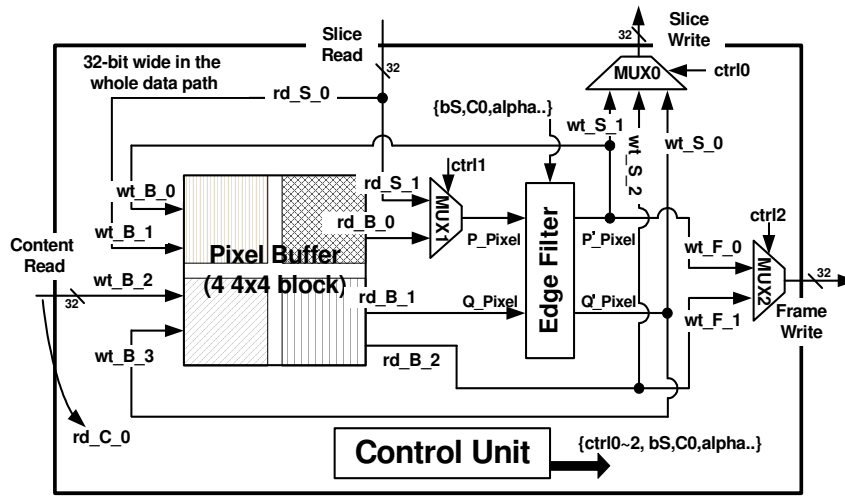 Slice
Read
32
Slice
Write
32
32-bit wide in the
whole data path
rd_S_0
MUX0
ctrl0
{bS,C0,alpha..}
wt_S_1
wt_S_2
wt_S_0
ctrl1
wt_B_0
rd_S_1
MUX1
rd_B_0
ctrl2
wt_B_1
Content
Read
32
Pixel Buffer
(4 4x4 block)
P_Pixel
Edge Filter
P'_Pixel
wt_F_0
MUX2
32
Frame
Write
wt_B_2
rd_B_1
Q_Pixel
Q'_Pixel
wt_F_1
wt_B_3
rd_B_2
rd_C_0
Control Unit
{ctrl0~2, bS,C0,alpha..}